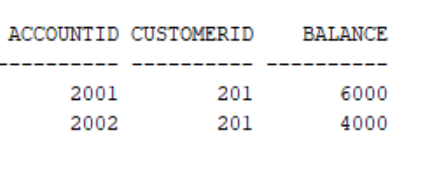 ACCOUNTID CUSTOMERID BALANCE
---------- ---------- ----------
2001 201 6000
2002 201 4000